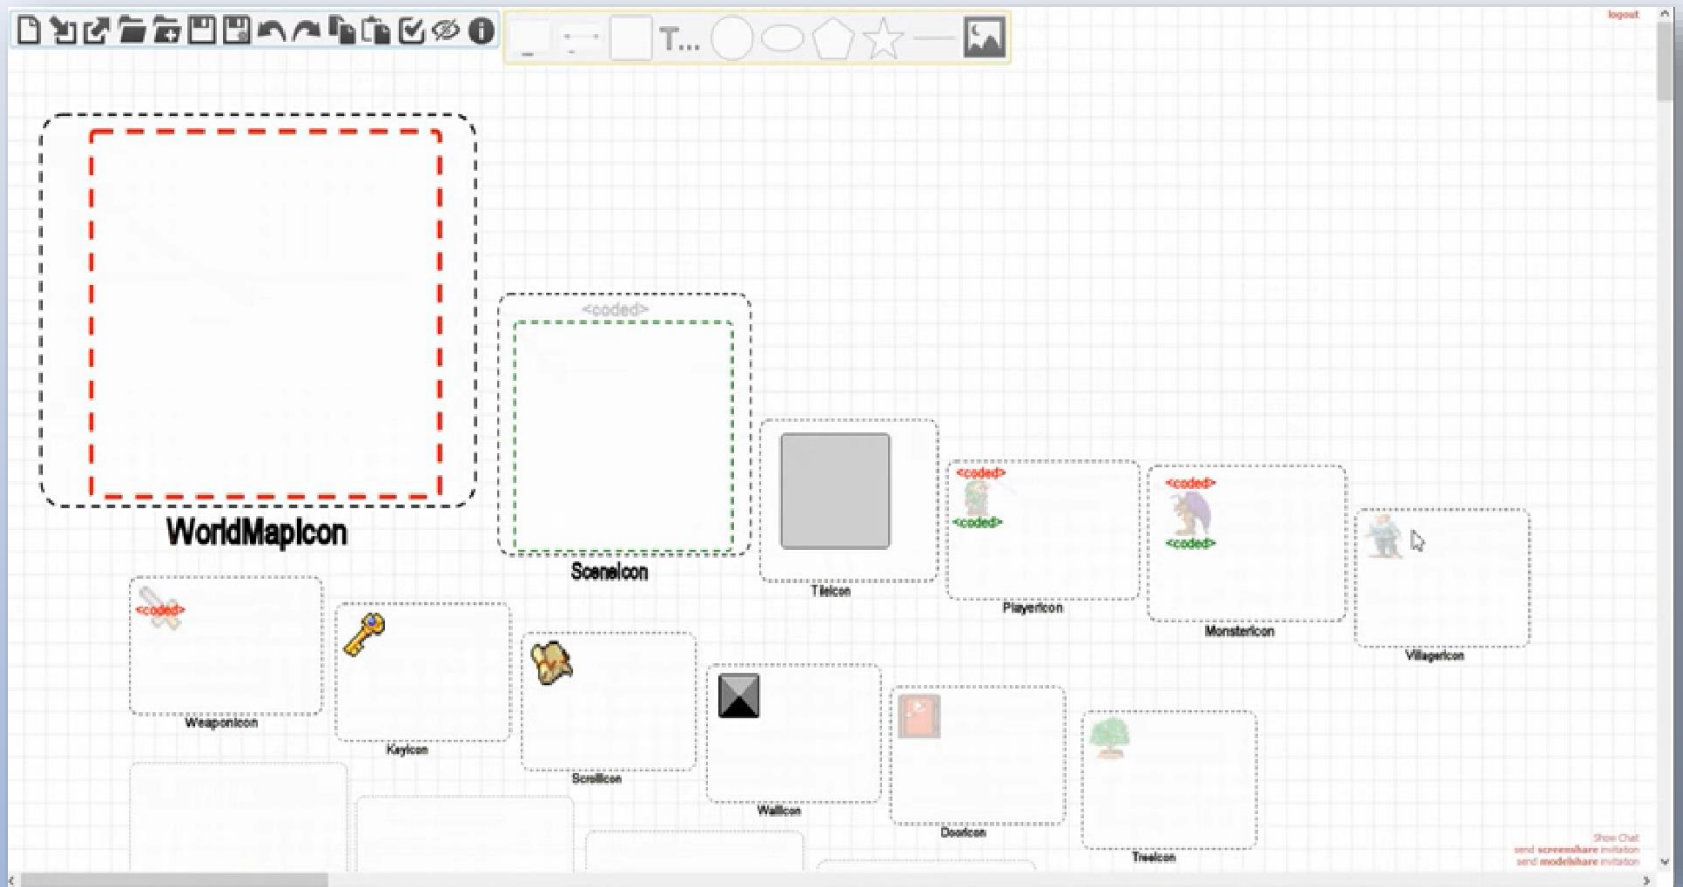 logout
T...
<coded>
<coded>
<coded>
<coded>
<coded>
WorldMapIcon
SceneIcon
TileIcon
PlayerIcon
MonsterIcon
VillagerIcon
<coded>
WeaponIcon
KeyIcon
ScrollIcon
WallIcon
DoorIcon
TreeIcon
Show Chat
send screenshare invitation
send modelshare invitation